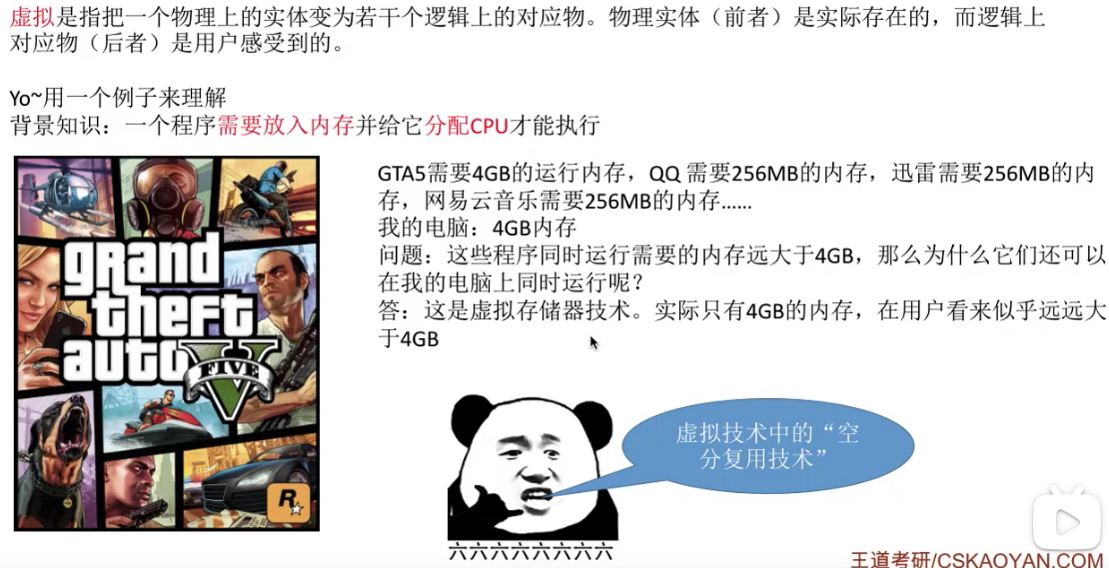 虚拟是指把一个物理上的实体变为若干个逻辑上的对应物。物理实体（前者）是实际存在的，而逻辑上
对应物（后者）是用户感受到的。
Yo~用一个例子来理解
背景知识：一个程序需要放入内存并给它分配CPU才能执行
grand
theft
auto
V
FIVE
R
GTA5需要4GB的运行内存，QQ 需要256MB的内存，迅雷需要256MB的内
存，网易云音乐需要256MB的内存……
我的电脑：4GB内存
问题：这些程序同时运行需要的内存远大于4GB，那么为什么它们还可以
在我的电脑上同时运行呢？
答：这是虚拟存储器技术。实际只有4GB的内存，在用户看来似乎远远大
于4GB
虚拟技术中的“空
分复用技术”
六六六六六六六六
王道考研/CSKAOYAN.COM